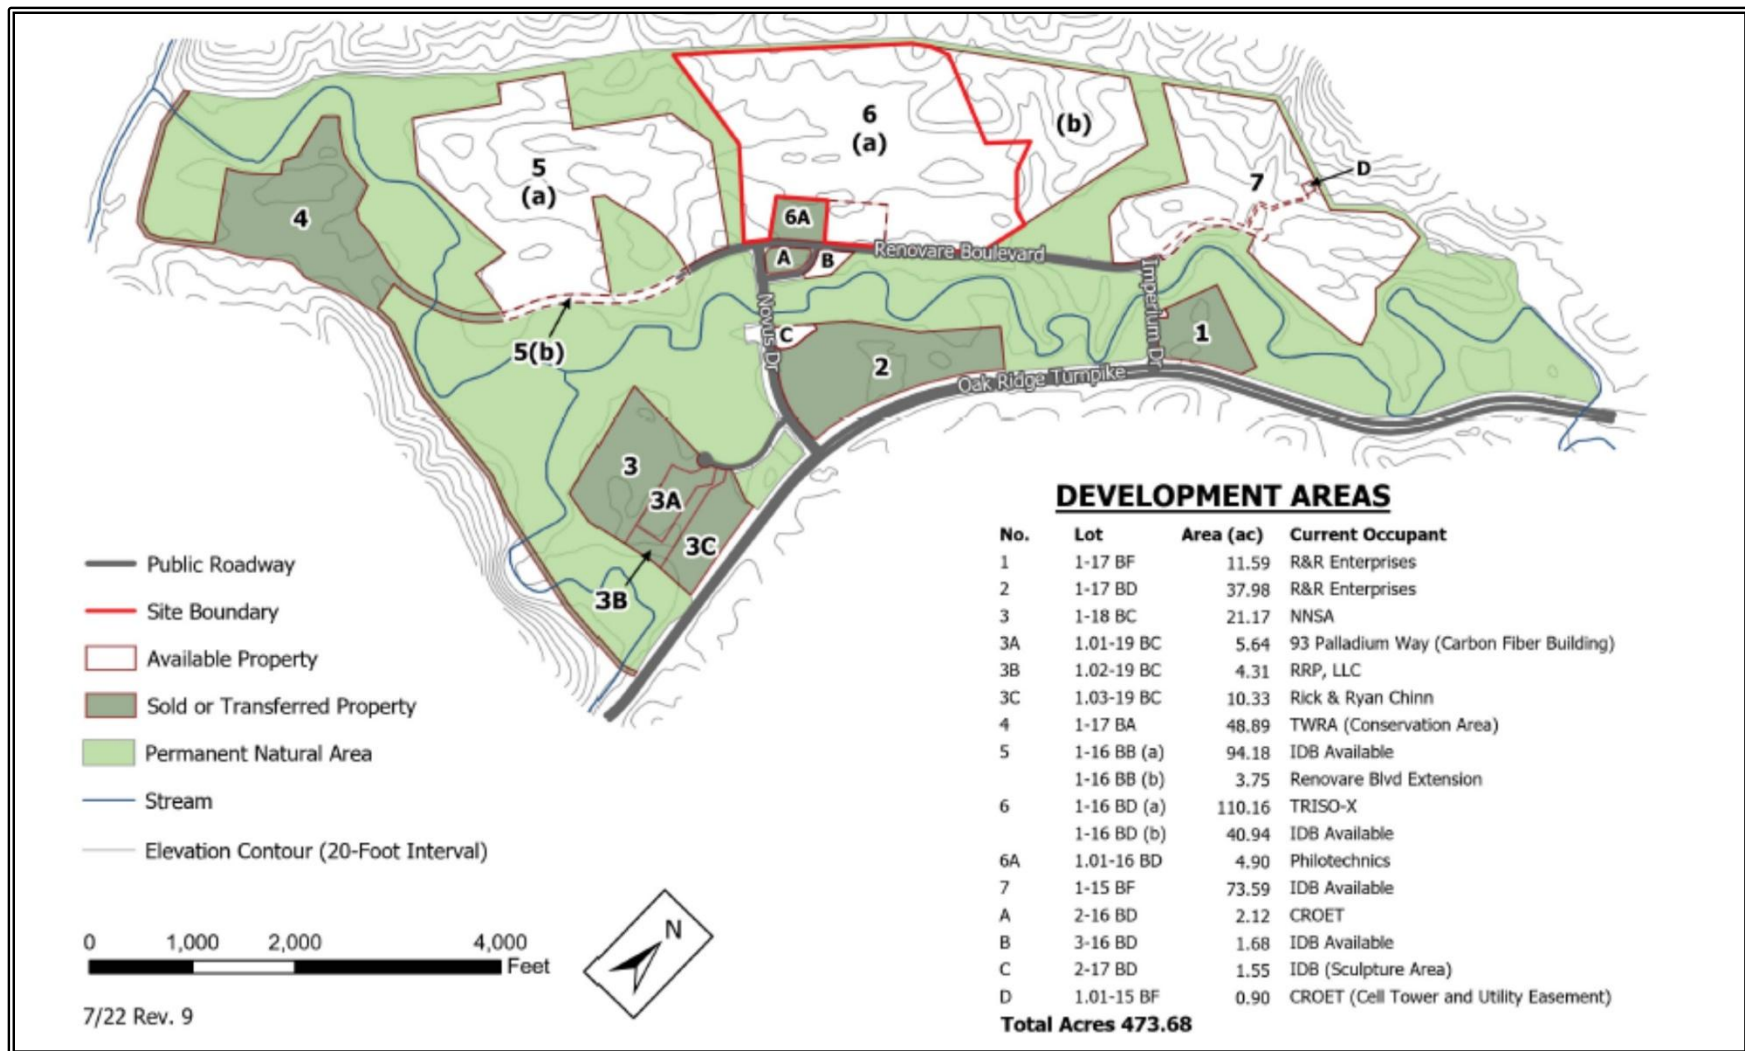 6
(a)
(b)
5
(a)
7
D
4
6A
A
B
Renovare Boulevard
Imperium Dr
Novus Dr
C
1
5(b)
2
Oak Ridge Turnpike
3
3A
3C
3B
Public Roadway
Site Boundary
Available Property
Sold or Transferred Property
Permanent Natural Area
Stream
Elevation Contour (20-Foot Interval)
0 1,000 2,000 4,000
Feet
N
7/22 Rev. 9
DEVELOPMENT AREAS
No. Lot Area (ac) Current Occupant
1 1-17 BF 11.59 R&R Enterprises
2 1-17 BD 37.98 R&R Enterprises
3 1-18 BC 21.17 NNSA
3A 1.01-19 BC 5.64 93 Palladium Way (Carbon Fiber Building)
3B 1.02-19 BC 4.31 RRP, LLC
3C 1.03-19 BC 10.33 Rick & Ryan Chinn
4 1-17 BA 48.89 TWRA (Conservation Area)
5 1-16 BB (a) 94.18 IDB Available
1-16 BB (b) 3.75 Renovare Blvd Extension
6 1-16 BD (a) 110.16 TRISO-X
1-16 BD (b) 40.94 IDB Available
6A 1.01-16 BD 4.90 Philotechnics
7 1-15 BF 73.59 IDB Available
A 2-16 BD 2.12 CROET
B 3-16 BD 1.68 IDB Available
C 2-17 BD 1.55 IDB (Sculpture Area)
D 1.01-15 BF 0.90 CROET (Cell Tower and Utility Easement)
Total Acres 473.68